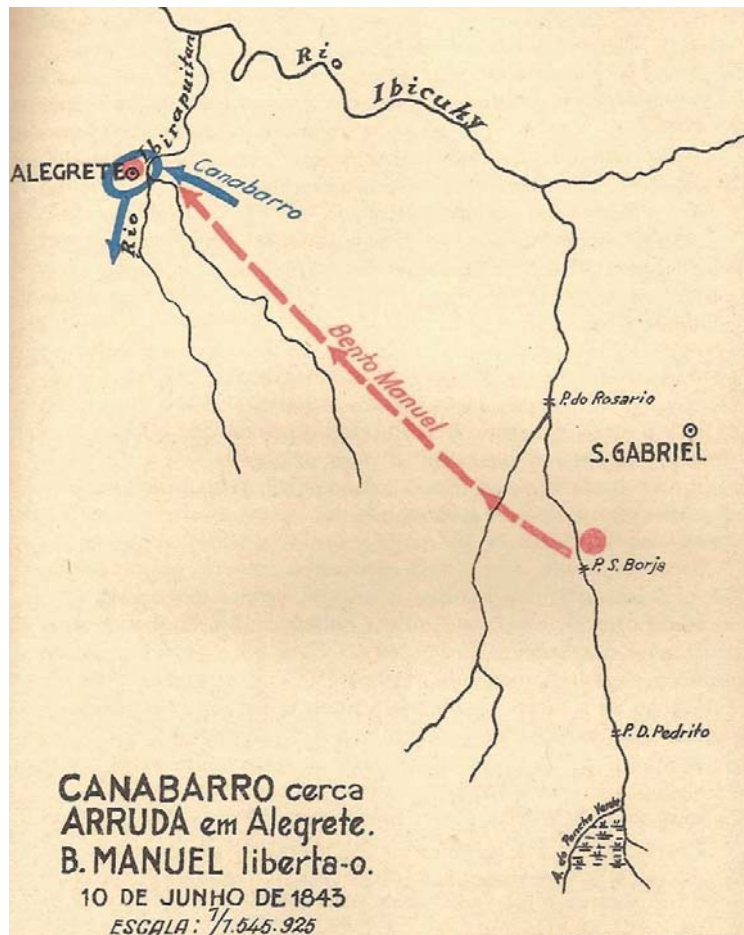 Rio
Ibicuhy
Rio Ibirapuitan
ALEGRETE
Canabarro
Bento Manuel
P. do Rosario
S. GABRIEL
P. S. Borja
P. D. Pedrito
A. do Ponche Verde
CANABARRO cerca
ARRUDA em Alegrete.
B. MANUEL liberta-o.
10 DE JUNHO DE 1843
ESCALA: 1/1.545.925